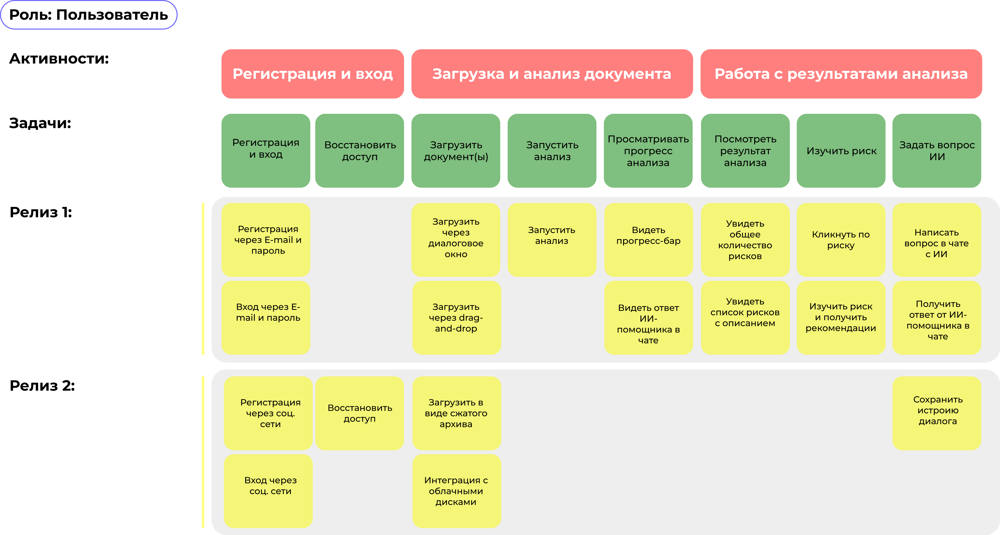 Роль: Пользователь
Активности:
Регистрация и вход
Загрузка и анализ документа
Работа с результатами анализа
Задачи:
Регистрация
и вход
Восстановить
доступ
Загрузить
документ(ы)
Запустить
анализ
Просматривать
прогресс
анализа
Посмотреть
результат
анализа
Изучить риск
Задать вопрос
ИИ
Релиз 1:
Регистрация
через E-mail и
пароль
Загрузить
через
диалоговое
окно
Запустить
анализ
Видеть
прогресс-бар
Увидеть
общее
количество
рисков
Кликнуть по
риску
Написать
вопрос в чате
с ИИ
Вход через E-
mail и пароль
Загрузить
через drag-
and-drop
Видеть ответ
ИИ-
помощника в
чате
Увидеть
список рисков
с описанием
Изучить риск
и получить
рекомендации
Получить
ответ от ИИ-
помощника в
чате
Релиз 2:
Регистрация
через соц.
сети
Восстановить
доступ
Загрузить в
виде сжатого
архива
Сохранить
истроию
диалога
Вход через
соц. сети
Интеграция с
облачными
дисками